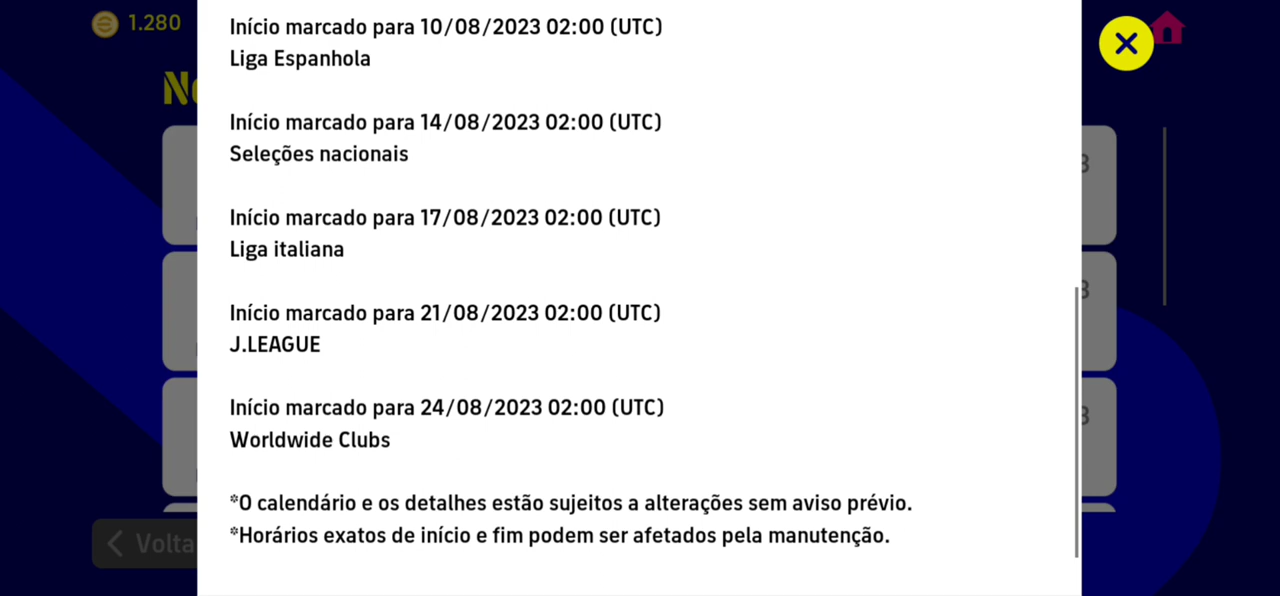 1.280
Início marcado para 10/08/2023 02:00 (UTC)
Liga Espanhola
Início marcado para 14/08/2023 02:00 (UTC)
Seleções nacionais
Início marcado para 17/08/2023 02:00 (UTC)
Liga italiana
Início marcado para 21/08/2023 02:00 (UTC)
J.LEAGUE
Início marcado para 24/08/2023 02:00 (UTC)
Worldwide Clubs
*O calendário e os detalhes estão sujeitos a alterações sem aviso prévio.
*Horários exatos de início e fim podem ser afetados pela manutenção.
Volta